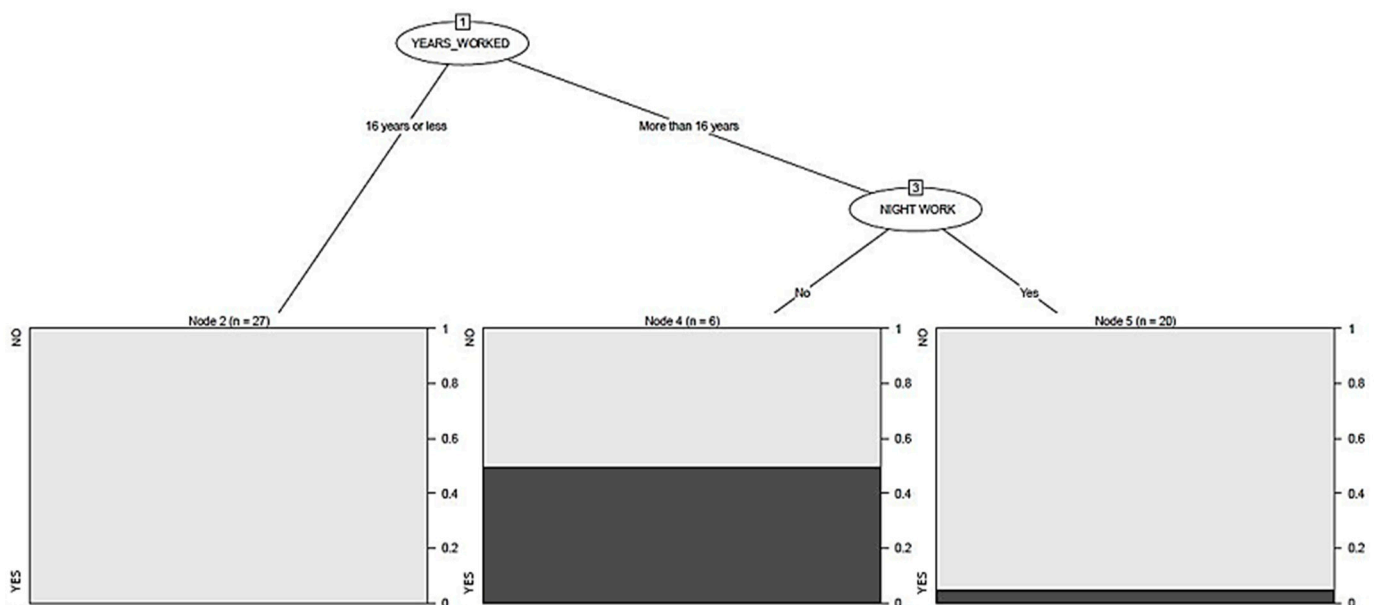 1
YEARS_WORKED
16 years or less
More than 16 years
3
NIGHT WORK
No
Yes
Node 2 (n = 27)
NO
YES
1
0.8
0.6
0.4
0.2
0
Node 4 (n = 6)
NO
YES
1
0.8
0.6
0.4
0.2
0
Node 5 (n = 20)
NO
YES
1
0.8
0.6
0.4
0.2
0